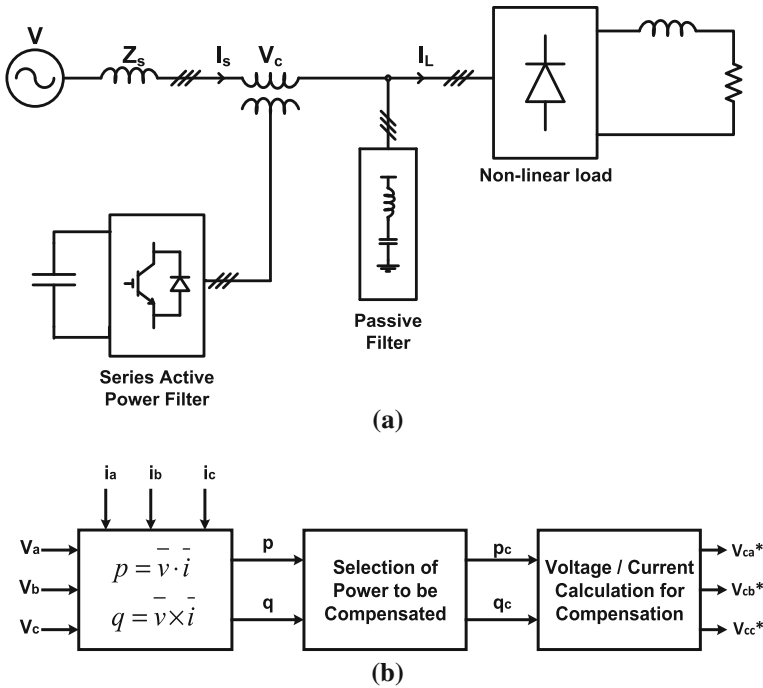 V
Zs
Is
Vc
IL
Non-linear load
Passive
Filter
Series Active
Power Filter
(a)
ia
ib
ic
Va
Vb
Vc
p = v̅ · i̅
q = v̅ × i̅
p
q
Selection of
Power to be
Compensated
pc
qc
Voltage / Current
Calculation for
Compensation
Vca*
Vcb*
Vcc*
(b)